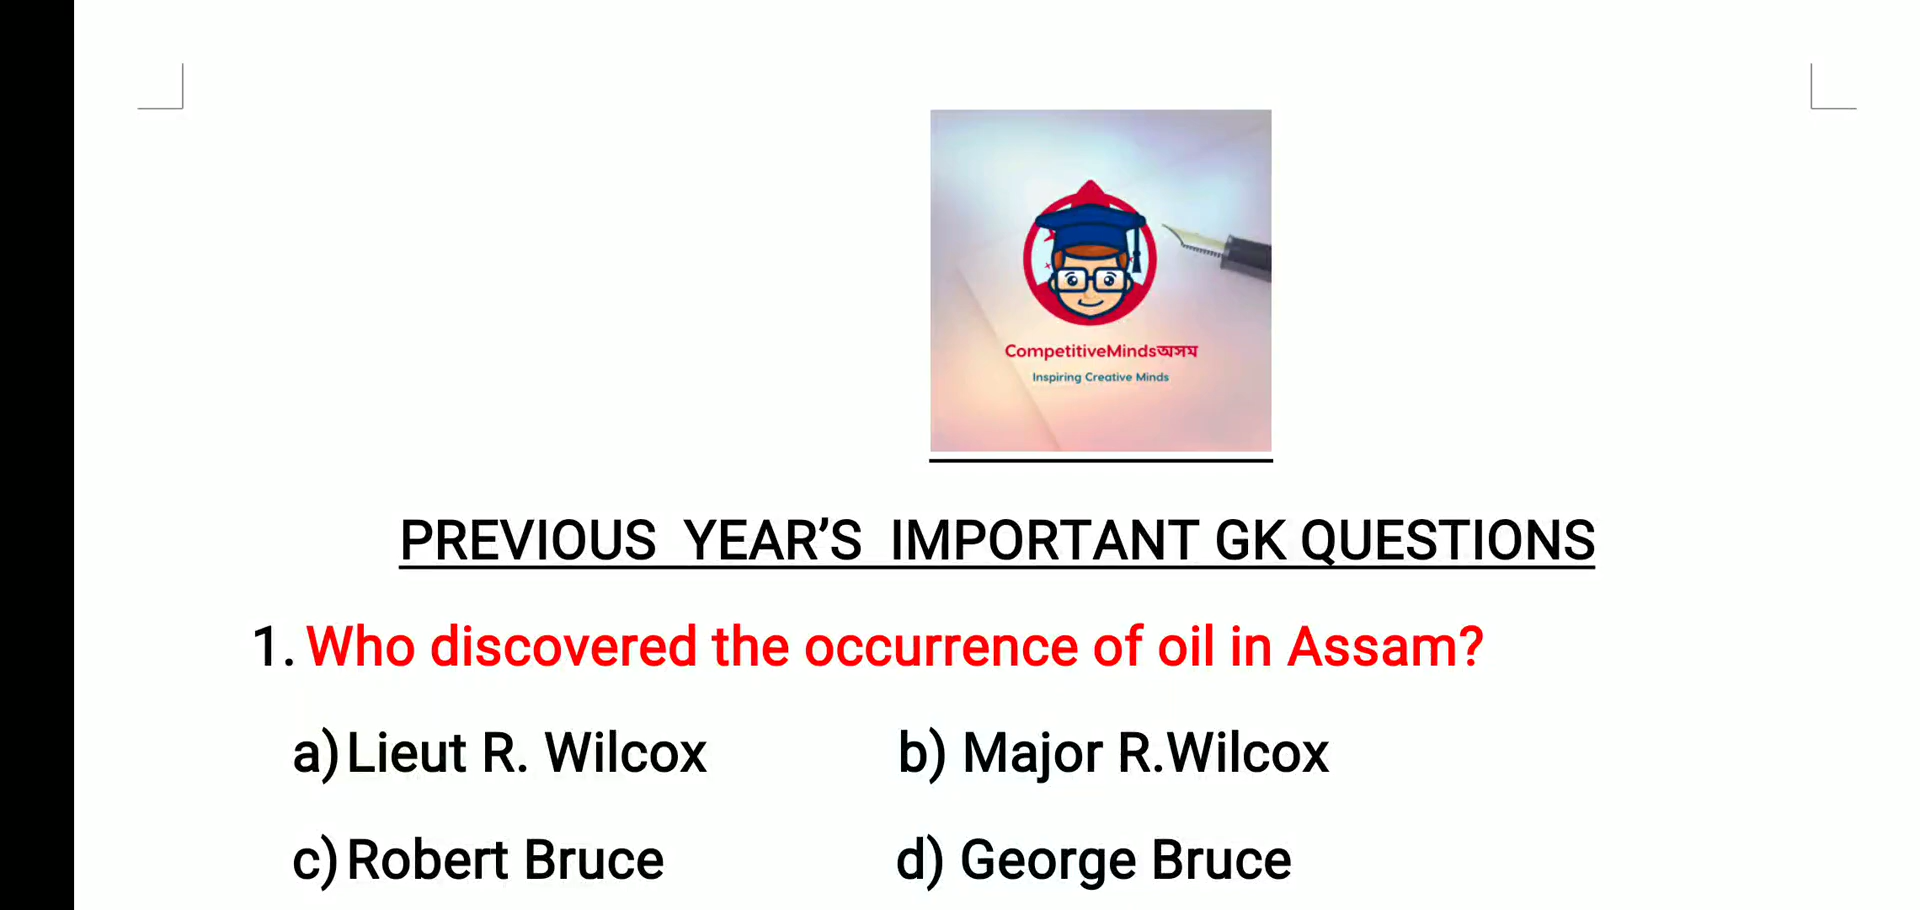 CompetitiveMindsঅসম
Inspiring Creative Minds
PREVIOUS YEAR’S IMPORTANT GK QUESTIONS
1. Who discovered the occurrence of oil in Assam?
a) Lieut R. Wilcox b) Major R.Wilcox
c) Robert Bruce d) George Bruce